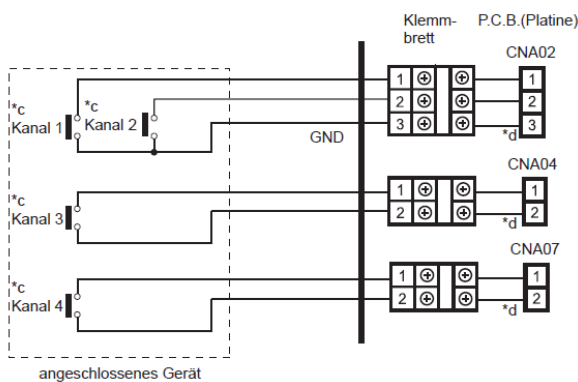 Klemm-
brett
P.C.B.(Platine)
CNA02
*c
Kanal 1
*c
Kanal 2
GND
1
2
3
1
2
3
*d
CNA04
*c
Kanal 3
1
2
1
2
*d
CNA07
*c
Kanal 4
1
2
1
2
*d
angeschlossenes Gerät